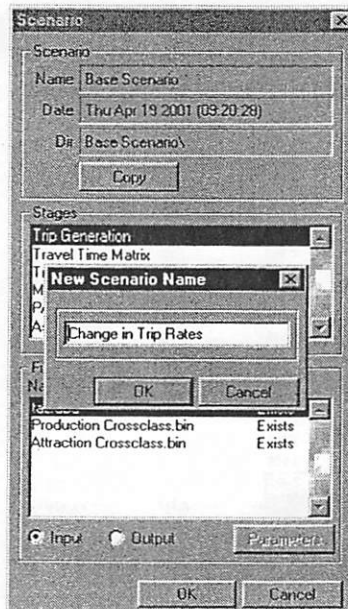 Scenario
Scenario
Name Base Scenario
Date Thu Apr 19 2001 (09:20:28)
Dir Base Scenario\
Copy
Stages
Trip Generation
Travel Time Matrix
New Scenario Name
Change in Trip Rates
OK Cancel
Exists
Production Crossclass.bin Exists
Attraction Crossclass.bin Exists
Input Output Parameters
OK Cancel